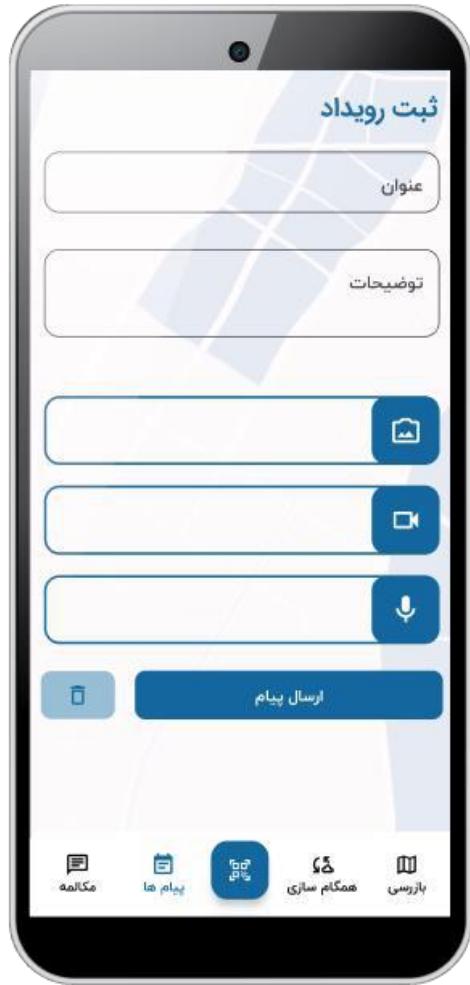 ثبت رویداد
عنوان
توضیحات
ارسال پیام
بازرسی
همگام سازی
پیام ها
مکالمه